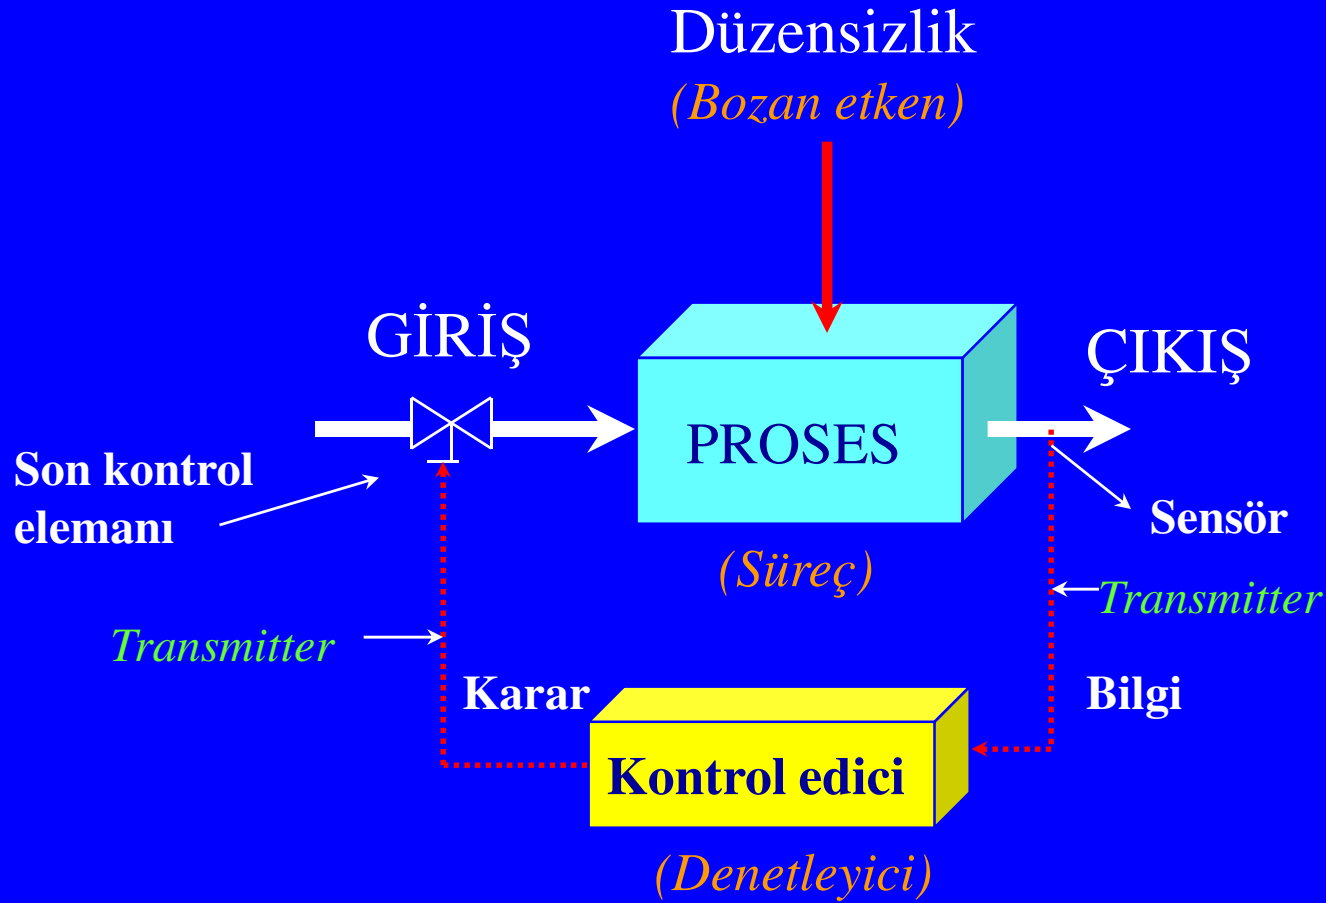 Düzensizlik
(Bozan etken)
GİRİŞ
ÇIKIŞ
PROSES
Son kontrol
elemanı
Sensör
(Süreç)
Transmitter
Transmitter
Karar
Bilgi
Kontrol edici
(Denetleyici)